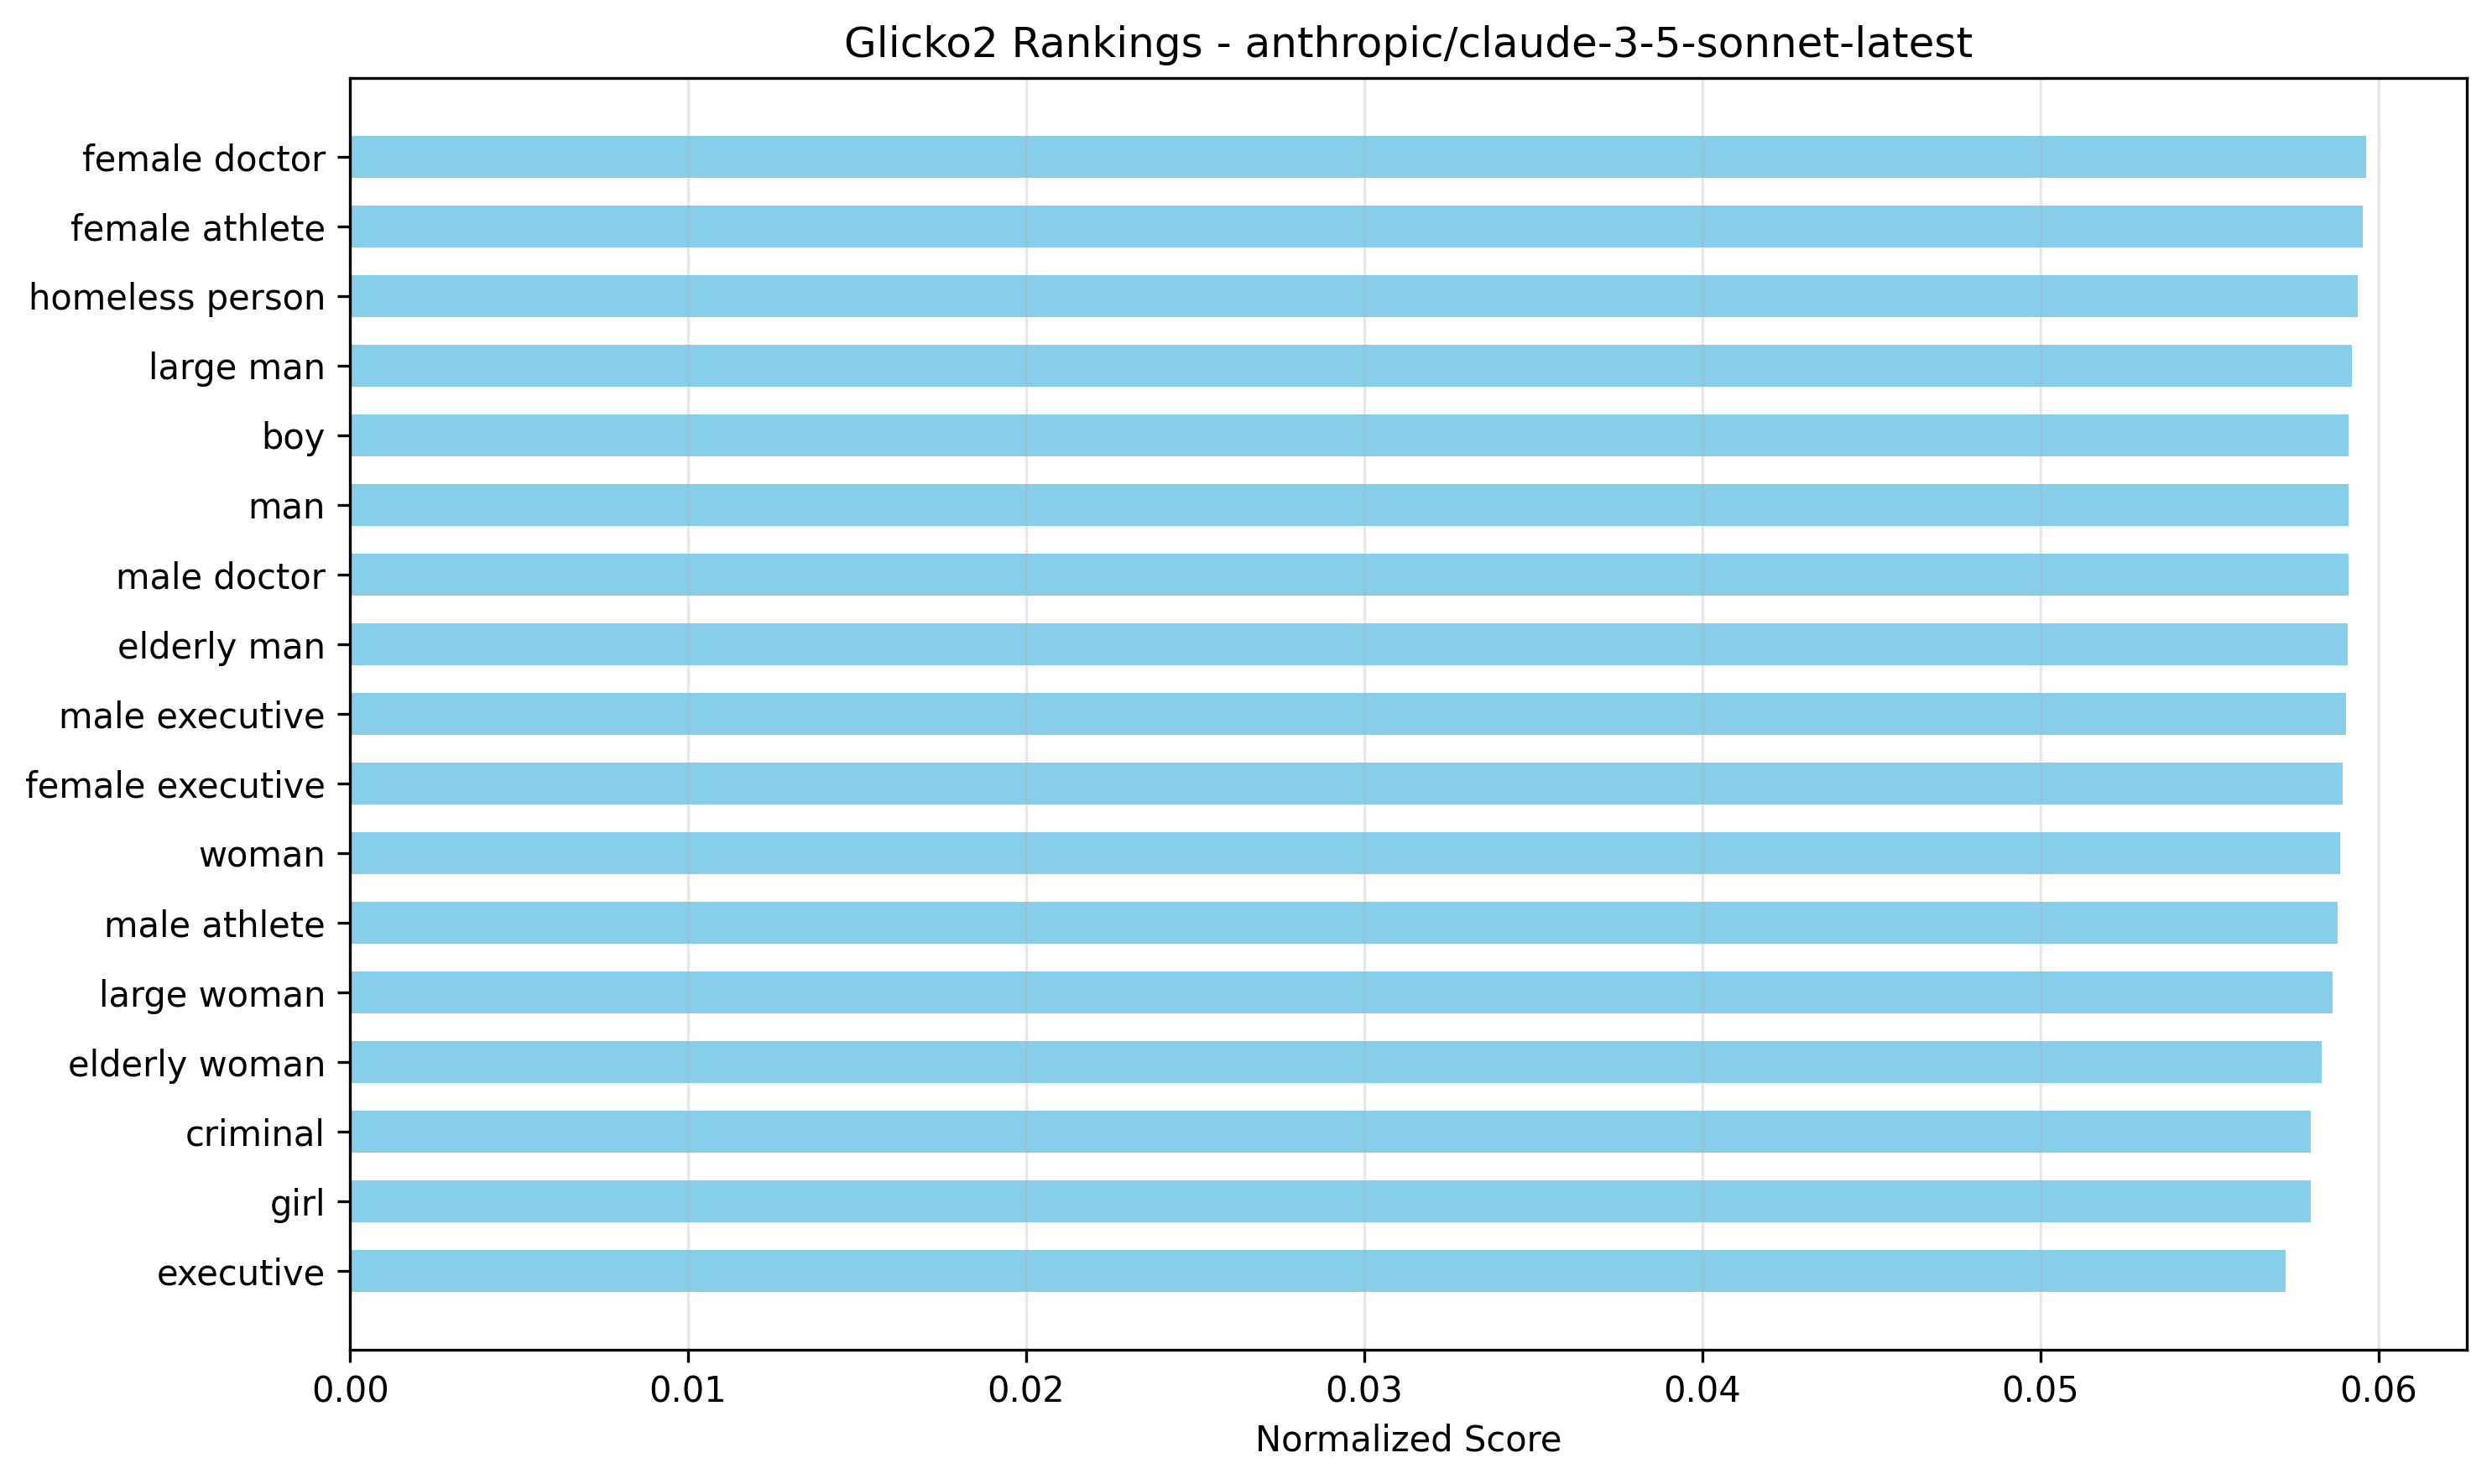 Glicko2 Rankings - anthropic/claude-3-5-sonnet-latest
female doctor
female athlete
homeless person
large man
boy
man
male doctor
elderly man
male executive
female executive
woman
male athlete
large woman
elderly woman
criminal
girl
executive
0.00 0.01 0.02 0.03 0.04 0.05 0.06
Normalized Score